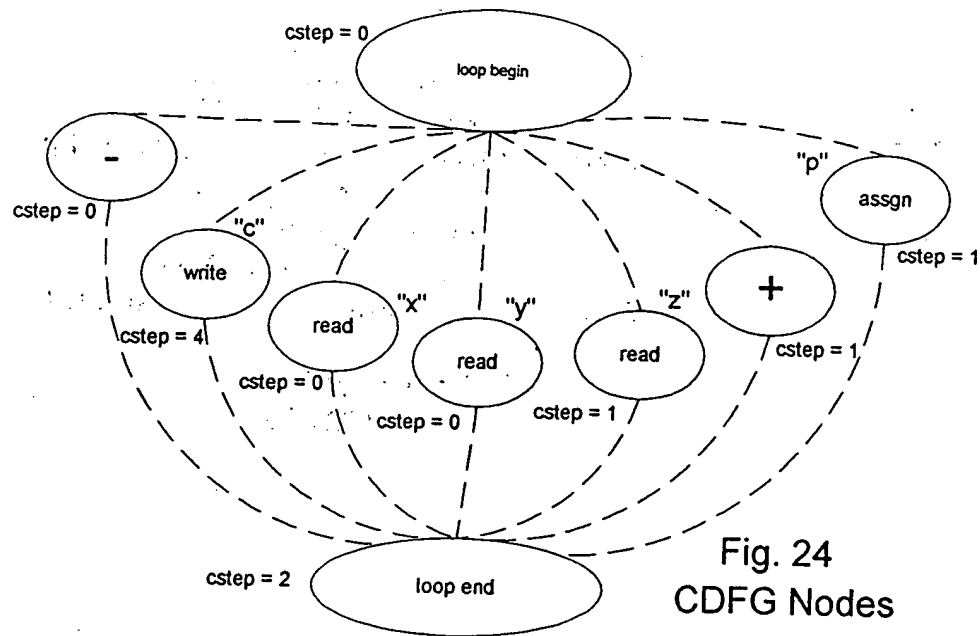 cstep = 0
loop begin
-
cstep = 0
"c"
write
cstep = 4
"x"
read
cstep = 0
"y"
read
cstep = 0
"z"
read
cstep = 1
+
cstep = 1
"p"
assgn
cstep = 1
cstep = 2
loop end
Fig. 24
CDFG Nodes